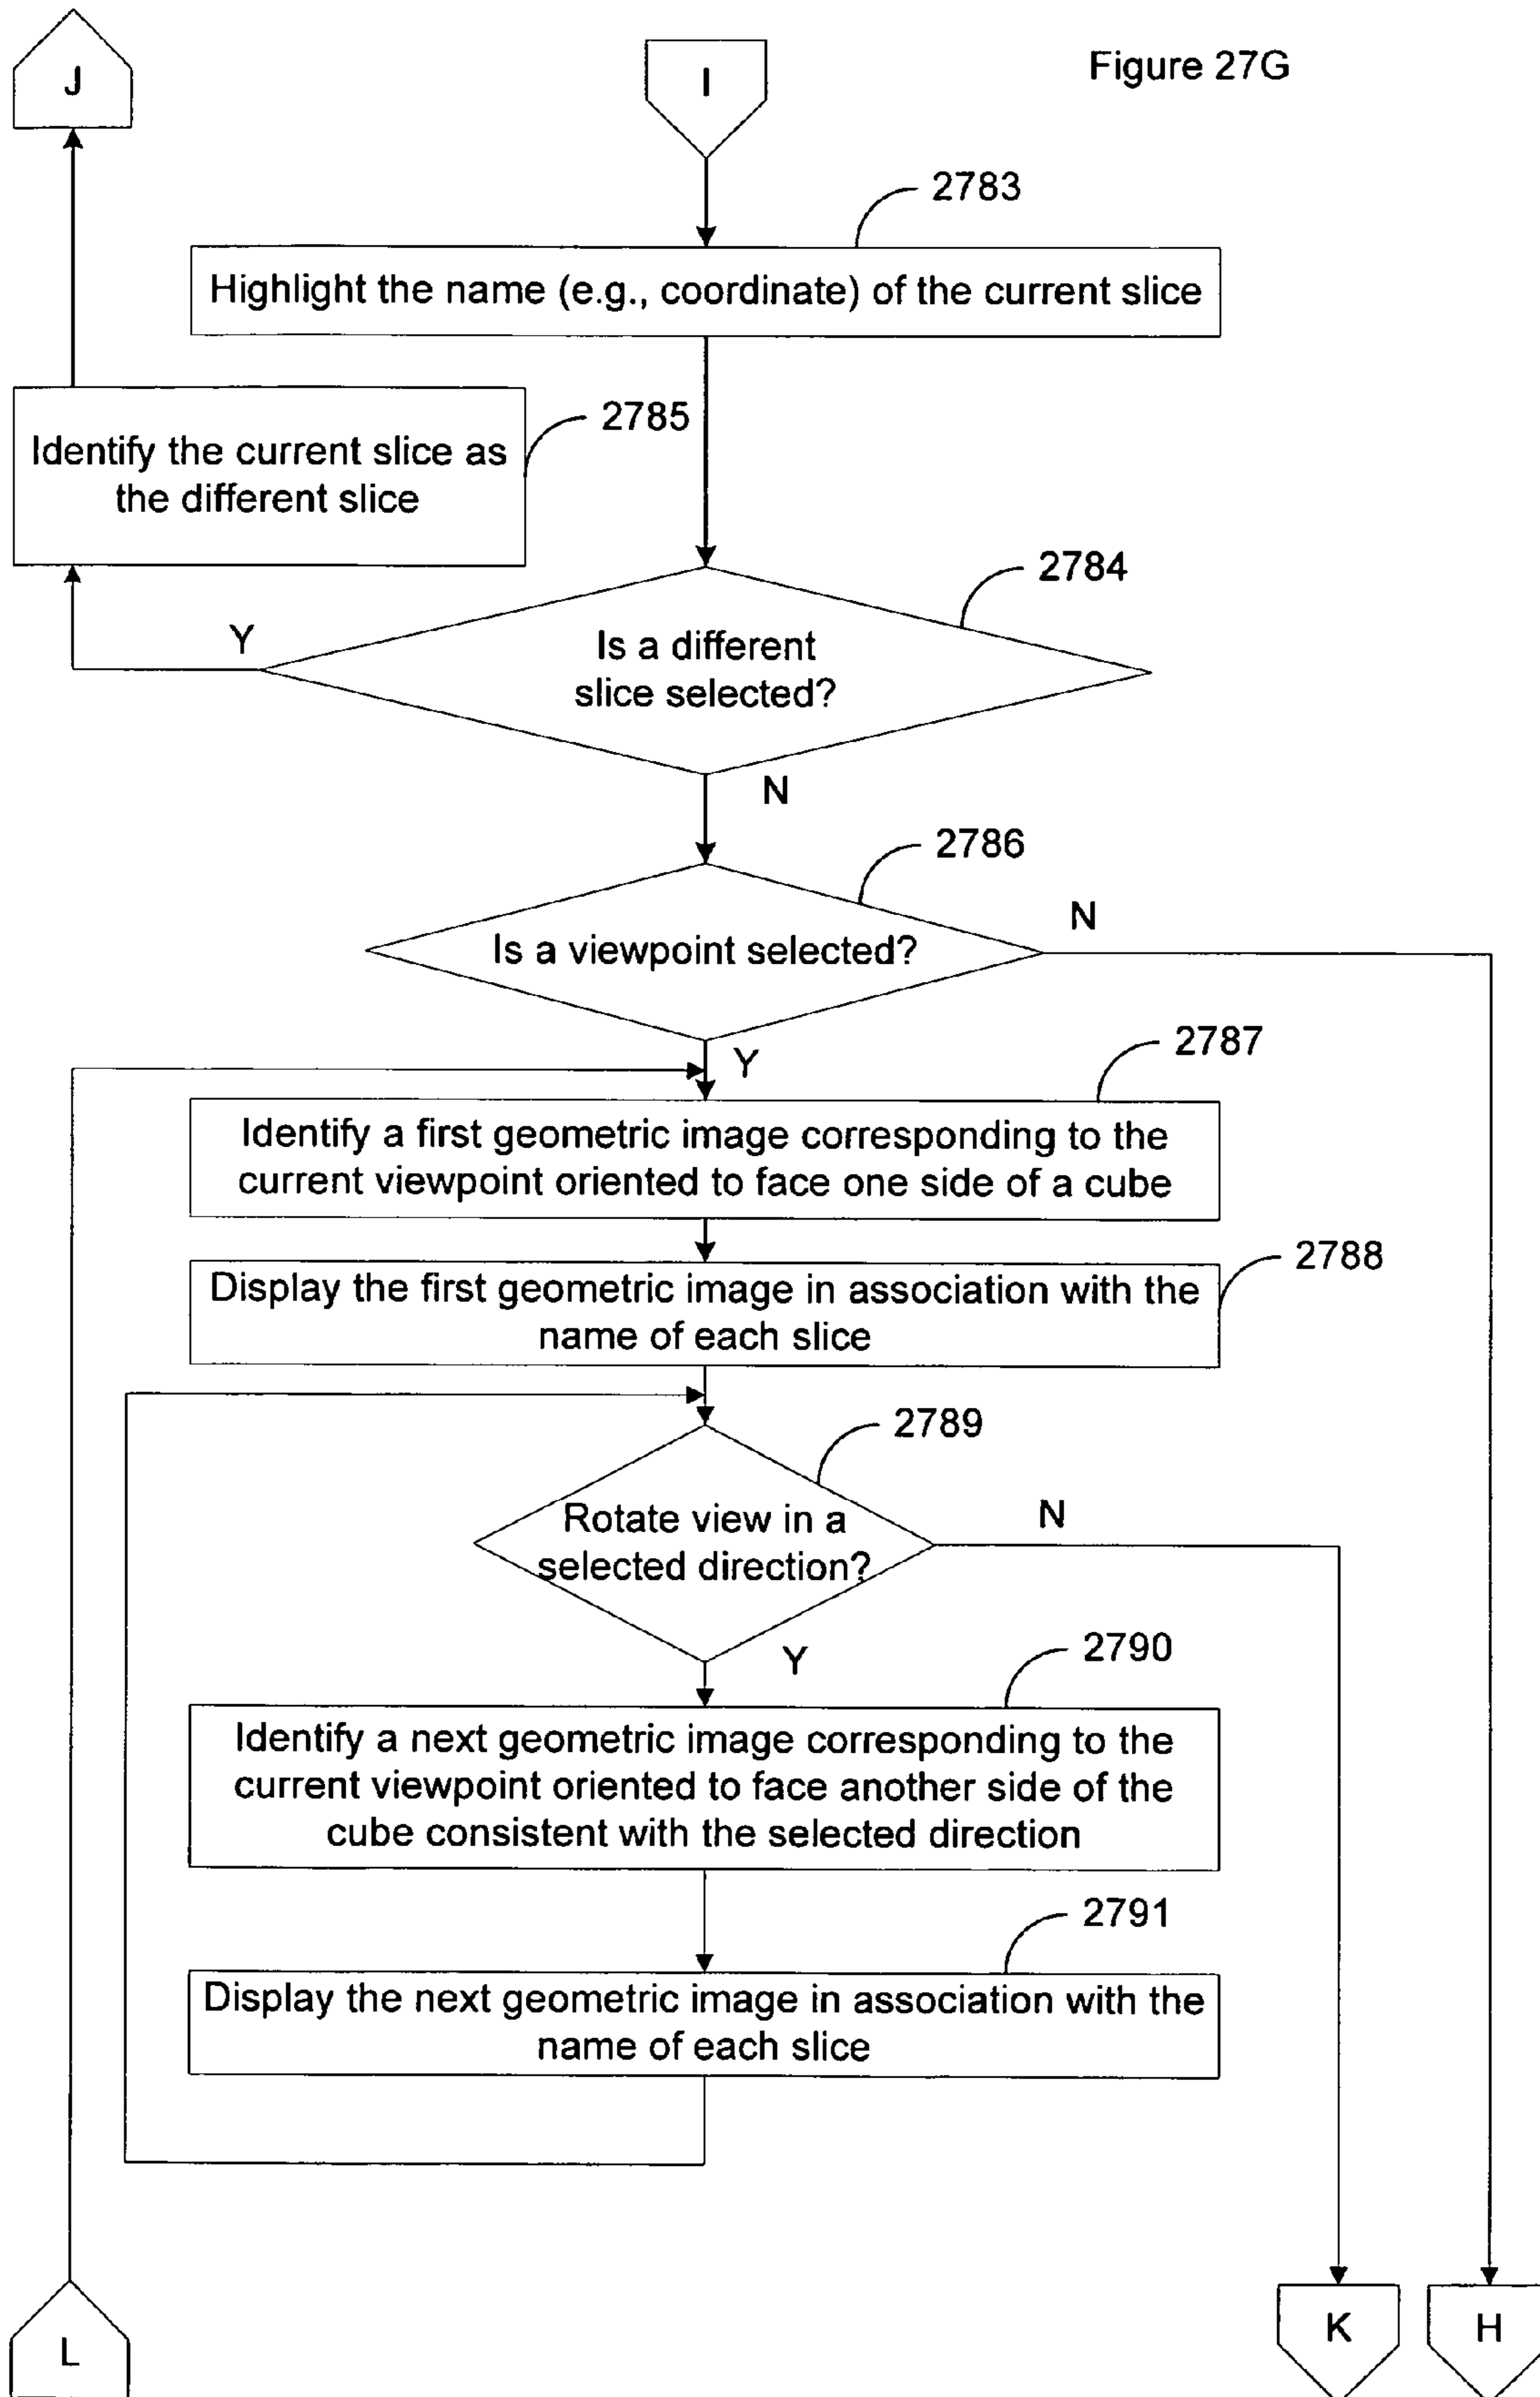 J
I
Figure 27G
2783
Highlight the name (e.g., coordinate) of the current slice
2785
Identify the current slice as
the different slice
2784
Y
Is a different
slice selected?
N
2786
N
Is a viewpoint selected?
2787
Y
Identify a first geometric image corresponding to the
current viewpoint oriented to face one side of a cube
2788
Display the first geometric image in association with the
name of each slice
2789
N
Rotate view in a
selected direction?
2790
Y
Identify a next geometric image corresponding to the
current viewpoint oriented to face another side of the
cube consistent with the selected direction
2791
Display the next geometric image in association with the
name of each slice
L
K
H